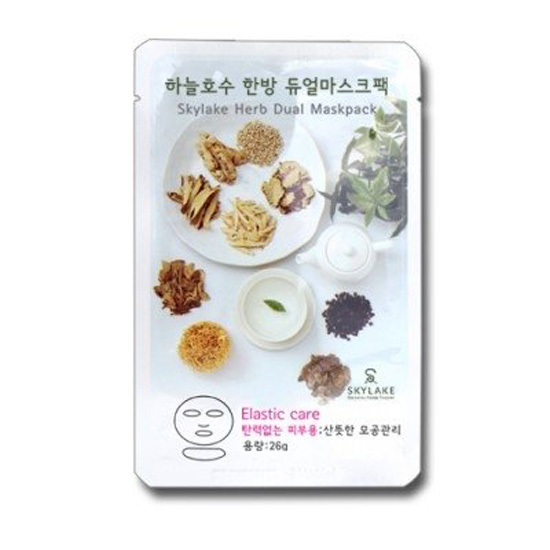 하늘호수 한방 듀얼마스크팩
Skylake Herb Dual Maskpack
SKYLAKE
Elastic care
탄력없는 피부용:산뜻한 모공관리
용량:26g